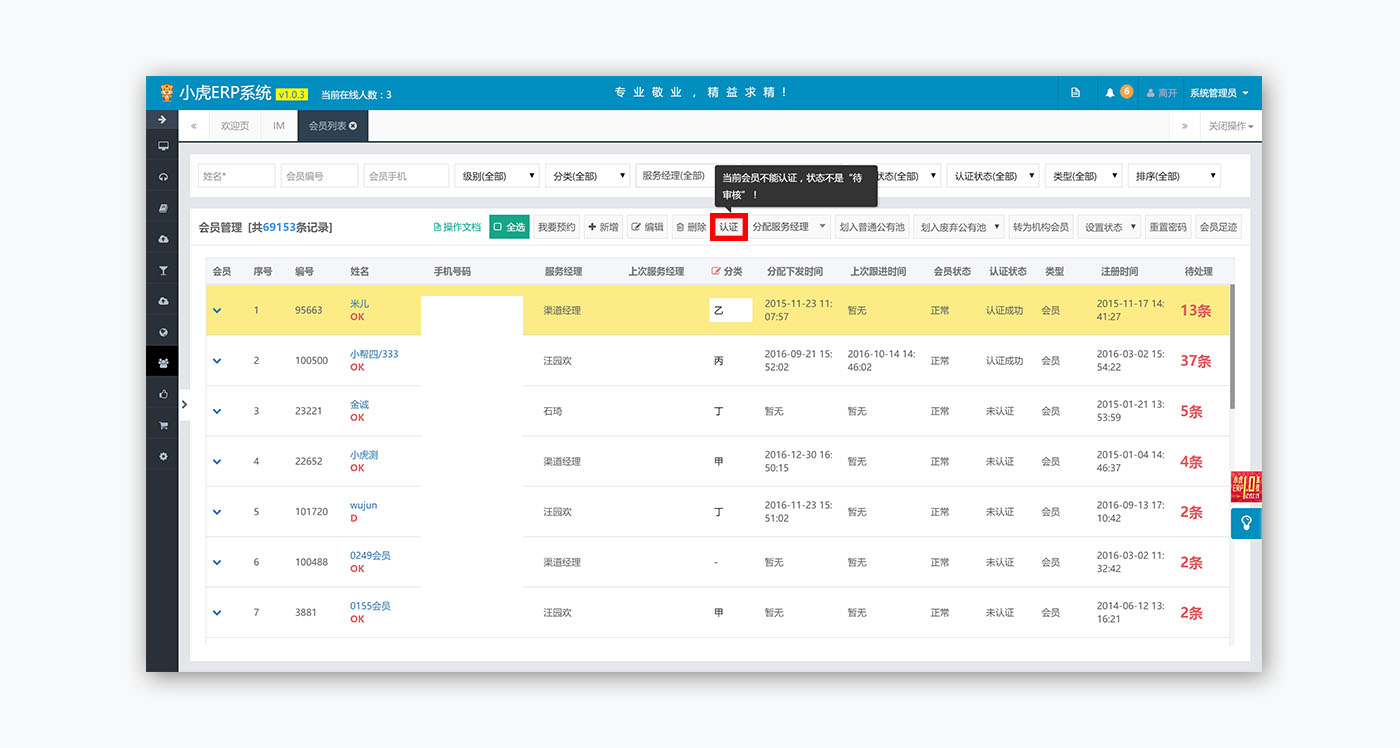 小虎ERP系统 v1.0.3 当前在线人数：3 专业敬业，精益求精！ 6 离开 系统管理员
欢迎页 IM 会员列表 关闭操作
姓名* 会员编号 会员手机 级别(全部) 分类(全部) 服务经理(全部) 状态(全部) 认证状态(全部) 类型(全部) 排序(全部)
当前会员不能认证，状态不是“待
审核”！
会员管理 [共69153条记录] 操作文档 全选 我要预约 新增 编辑 删除 认证 分配服务经理 划入普通公有池 划入废弃公有池 转为机构会员 设置状态 重置密码 会员足迹
会员 序号 编号 姓名 手机号码 服务经理 上次服务经理 分类 分配下发时间 上次跟进时间 会员状态 认证状态 类型 注册时间 待处理
1 95663 米儿 OK 渠道经理 乙 2015-11-23 11:07:57 暂无 正常 认证成功 会员 2015-11-17 14:41:27 13条
2 100500 小帮四/333 OK 汪园欢 丙 2016-09-21 15:52:02 2016-10-14 14:46:02 正常 认证成功 会员 2016-03-02 15:54:22 37条
3 23221 金诚 OK 石琦 丁 暂无 暂无 正常 未认证 会员 2015-01-21 13:53:59 5条
4 22652 小虎测 OK 渠道经理 甲 2016-12-30 16:50:15 暂无 正常 未认证 会员 2015-01-04 14:46:37 4条
5 101720 wujun D 汪园欢 丁 2016-11-23 15:51:02 暂无 正常 未认证 会员 2016-09-13 17:10:42 2条
6 100488 0249会员 OK 渠道经理 - 暂无 暂无 正常 未认证 会员 2016-03-02 11:32:42 2条
7 3881 0155会员 OK 汪园欢 甲 暂无 暂无 正常 未认证 会员 2014-06-12 13:16:21 2条
小虎
ERP 1.0